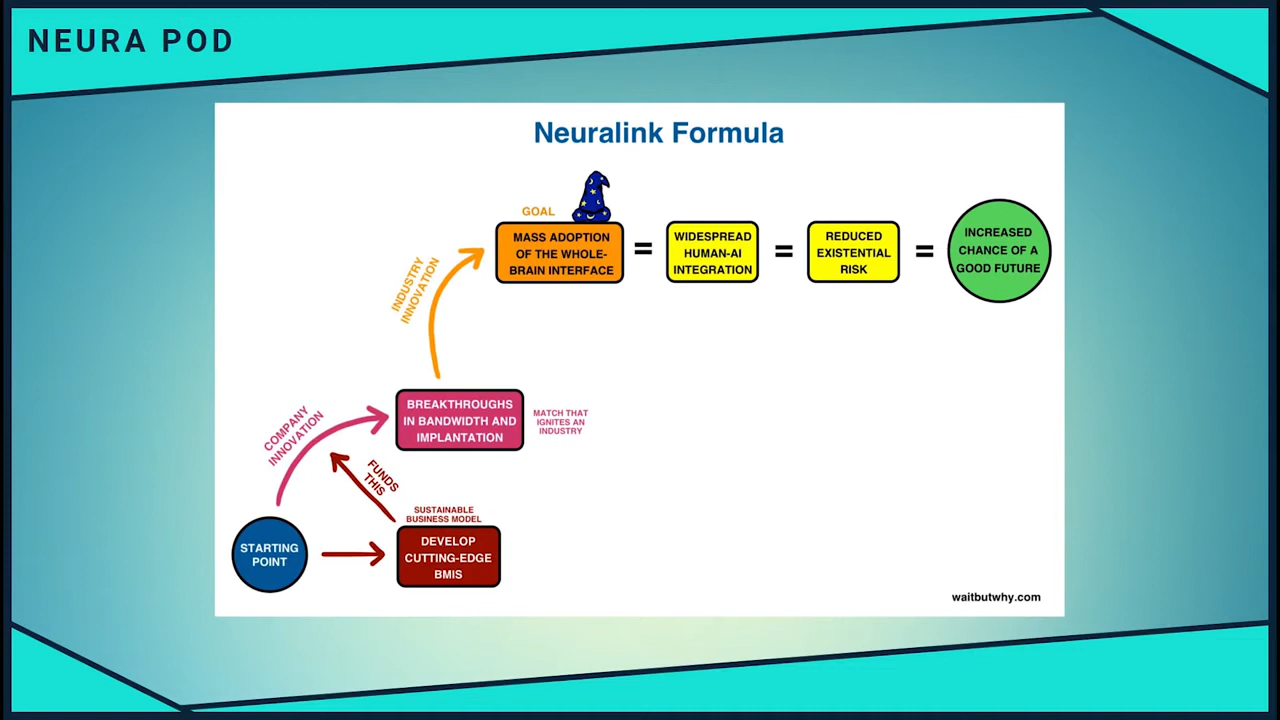 NEURA POD
Neuralink Formula
GOAL
MASS ADOPTION
OF THE WHOLE-
BRAIN INTERFACE
=
WIDESPREAD
HUMAN-AI
INTEGRATION
=
REDUCED
EXISTENTIAL
RISK
=
INCREASED
CHANCE OF A
GOOD FUTURE
INDUSTRY
INNOVATION
BREAKTHROUGHS
IN BANDWIDTH AND
IMPLANTATION
MATCH THAT
IGNITES AN
INDUSTRY
COMPANY
INNOVATION
FUNDS
THIS
SUSTAINABLE
BUSINESS MODEL
STARTING
POINT
DEVELOP
CUTTING-EDGE
BMIS
waitbutwhy.com